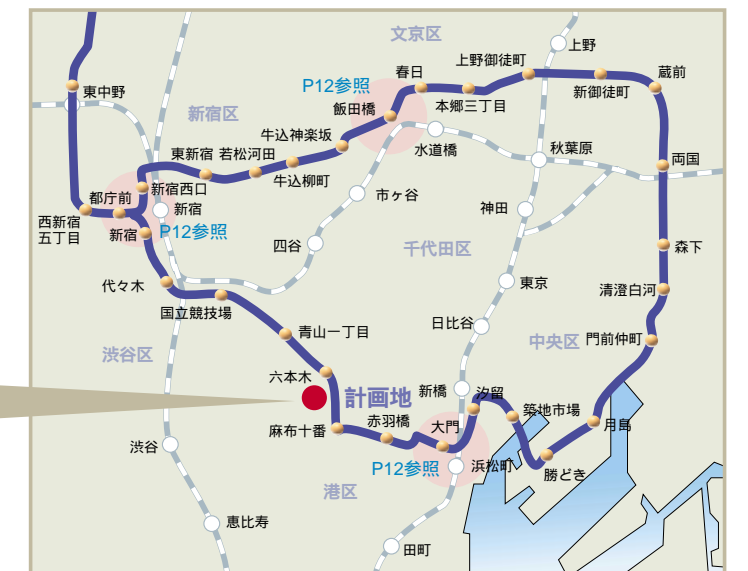 文京区
上野
上野御徒町
春日
蔵前
P12参照
東中野
新御徒町
飯田橋
本郷三丁目
新宿区
牛込神楽坂
東新宿
若松河田
水道橋
秋葉原
両国
牛込柳町
新宿西口
市ヶ谷
都庁前
新宿
神田
西新宿
五丁目
新宿
P12参照
四谷
千代田区
森下
代々木
東京
清澄白河
国立競技場
日比谷
青山一丁目
中央区
門前仲町
渋谷区
六本木
新橋
汐留
計画地
築地市場
赤羽橋
大門
月島
麻布十番
渋谷
P12参照
浜松町
勝どき
港区
恵比寿
田町